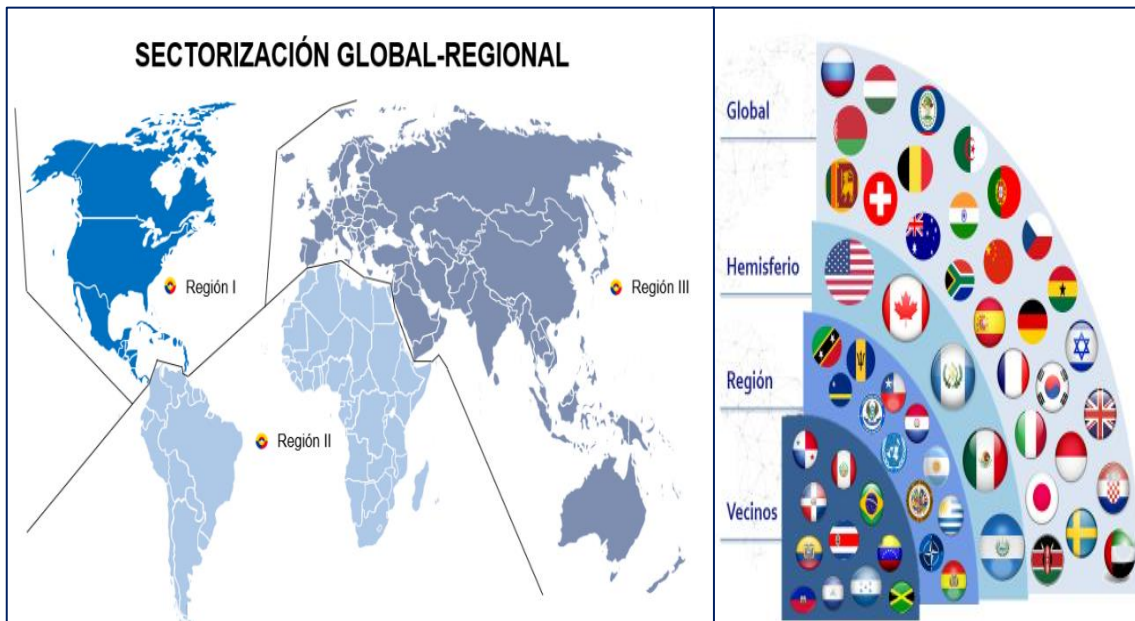 SECTORIZACIÓN GLOBAL-REGIONAL
Región I
Región III
Región II
Global
Hemisferio
Región
Vecinos